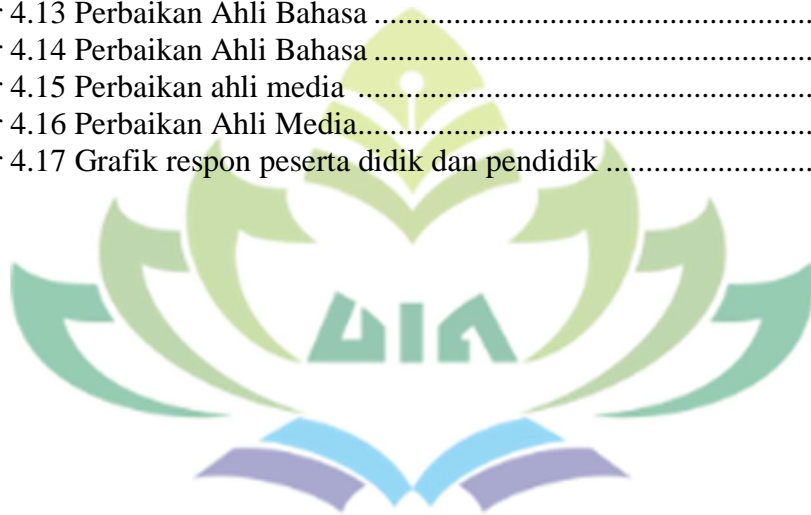 4.13 Perbaikan Ahli Bahasa ........................................................
4.14 Perbaikan Ahli Bahasa ........................................................
4.15 Perbaikan ahli media ..........................................................
4.16 Perbaikan Ahli Media..........................................................
4.17 Grafik respon peserta didik dan pendidik ..........................
UIN